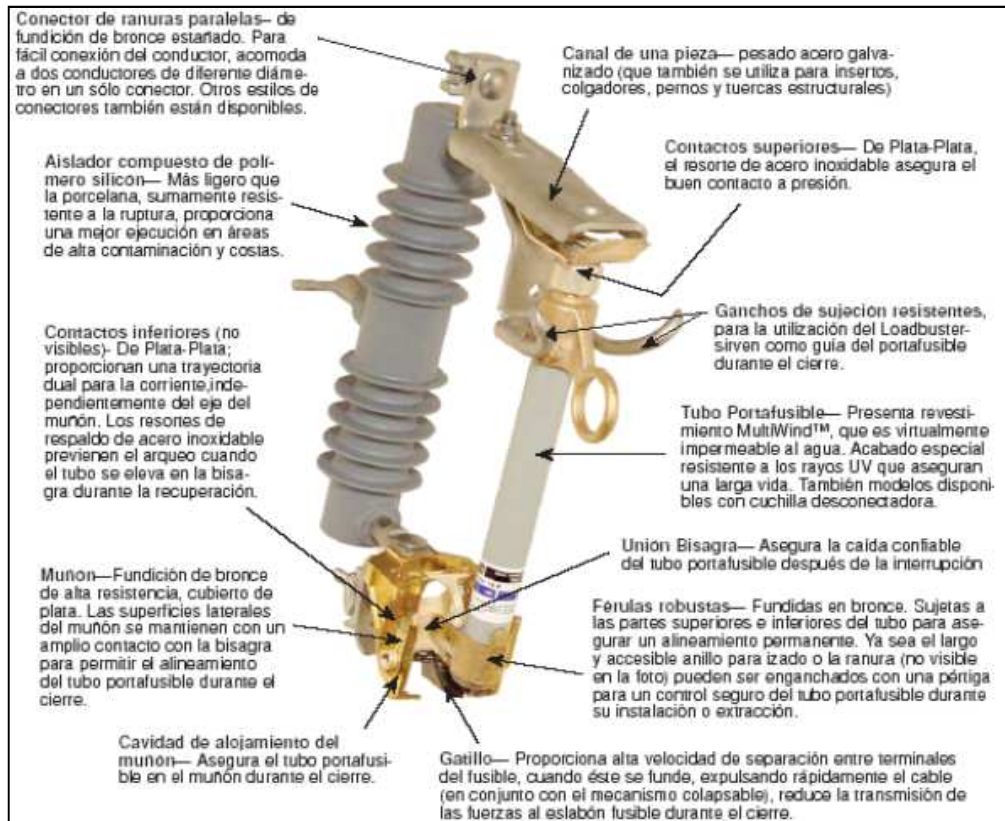 Conector de ranuras paralelas– de
fundición de bronce estañado. Para
fácil conexión del conductor, acomoda
a dos conductores de diferente diáme-
tro en un sólo conector. Otros estilos de
conectores también están disponibles.
Canal de una pieza— pesado acero galva-
nizado (que también se utiliza para insertos,
colgadores, pernos y tuercas estructurales)
Aislador compuesto de polí-
mero silicón— Más ligero que
la porcelana, sumamente resis-
tente a la ruptura, proporciona
una mejor ejecución en áreas
de alta contaminación y costas.
Contactos superiores— De Plata-Plata,
el resorte de acero inoxidable asegura el
buen contacto a presión.
Ganchos de sujeción resistentes,
para la utilización del Loadbuster-
sirven como guía del portafusible
durante el cierre.
Contactos inferiores (no
visibles)- De Plata-Plata;
proporcionan una trayectoria
dual para la corriente,inde-
pendientemente del eje del
muñón. Los resortes de
respaldo de acero inoxidable
previenen el arqueo cuando
el tubo se eleva en la bisa-
gra durante la recuperación.
Tubo Portafusible— Presenta revesti-
miento MultiWind™, que es virtualmente
impermeable al agua. Acabado especial
resistente a los rayos UV que aseguran
una larga vida. También modelos disponi-
bles con cuchilla desconectadora.
Unión Bisagra— Asegura la caída confiable
del tubo portafusible después de la interrupción
Muñón—Fundición de bronce
de alta resistencia, cubierto de
plata. Las superficies laterales
del muñón se mantienen con un
amplio contacto con la bisagra
para permitir el alineamiento
del tubo portafusible durante el
cierre.
Férulas robustas— Fundidas en bronce. Sujetas a
las partes superiores e inferiores del tubo para ase-
gurar un alineamiento permanente. Ya sea el largo
y accesible anillo para izado o la ranura (no visible
en la foto) pueden ser enganchados con una pértiga
para un control seguro del tubo portafusible durante
su instalación o extracción.
Cavidad de alojamiento del
muñón— Asegura el tubo portafusi-
ble en el muñón durante el cierre.
Gatillo— Proporciona alta velocidad de separación entre terminales
del fusible, cuando éste se funde, expulsando rápidamente el cable
(en conjunto con el mecanismo colapsable), reduce la transmisión de
las fuerzas al eslabón fusible durante el cierre.